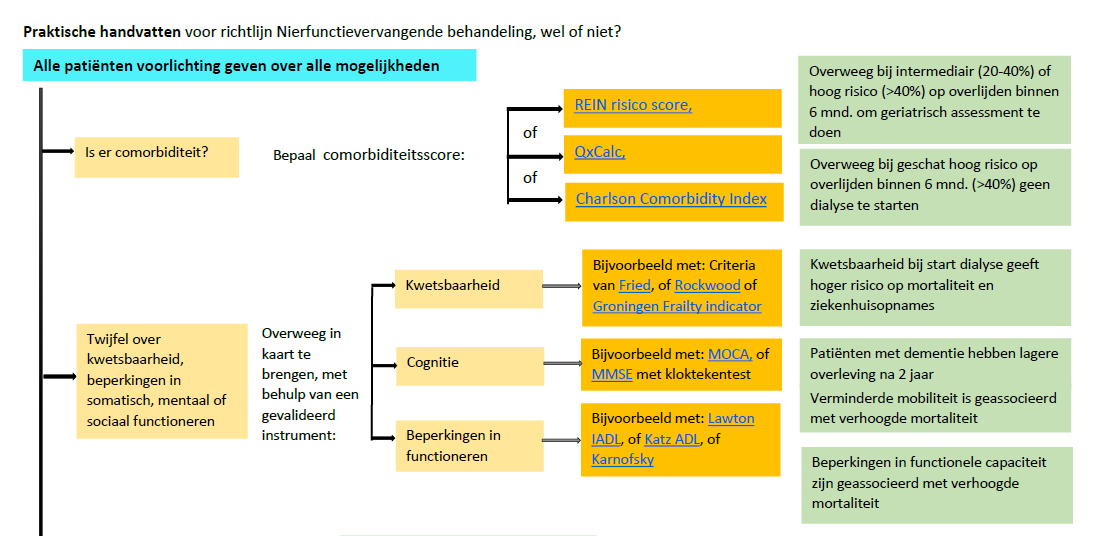 Praktische handvatten voor richtlijn Nierfunctievervangende behandeling, wel of niet?
Alle patiënten voorlichting geven over alle mogelijkheden
Is er comorbiditeit?
Bepaal comorbiditeitsscore:
REIN risico score,
of
QxCalc,
of
Charlson Comorbidity Index
Overweeg bij intermediair (20-40%) of
hoog risico (>40%) op overlijden binnen
6 mnd. om geriatrisch assessment te
doen
Overweeg bij geschat hoog risico op
overlijden binnen 6 mnd. (>40%) geen
dialyse te starten
Twijfel over
kwetsbaarheid,
beperkingen in
somatisch, mentaal of
sociaal functioneren
Overweeg in
kaart te
brengen, met
behulp van een
gevalideerd
instrument:
Kwetsbaarheid
Bijvoorbeeld met: Criteria
van Fried, of Rockwood of
Groningen Frailty indicator
Kwetsbaarheid bij start dialyse geeft
hoger risico op mortaliteit en
ziekenhuisopnames
Cognitie
Bijvoorbeeld met: MOCA, of
MMSE met kloktekentest
Patiënten met dementie hebben lagere
overleving na 2 jaar
Verminderde mobiliteit is geassocieerd
met verhoogde mortaliteit
Beperkingen in
functioneren
Bijvoorbeeld met: Lawton
IADL, of Katz ADL, of
Karnofsky
Beperkingen in functionele capaciteit
zijn geassocieerd met verhoogde
mortaliteit